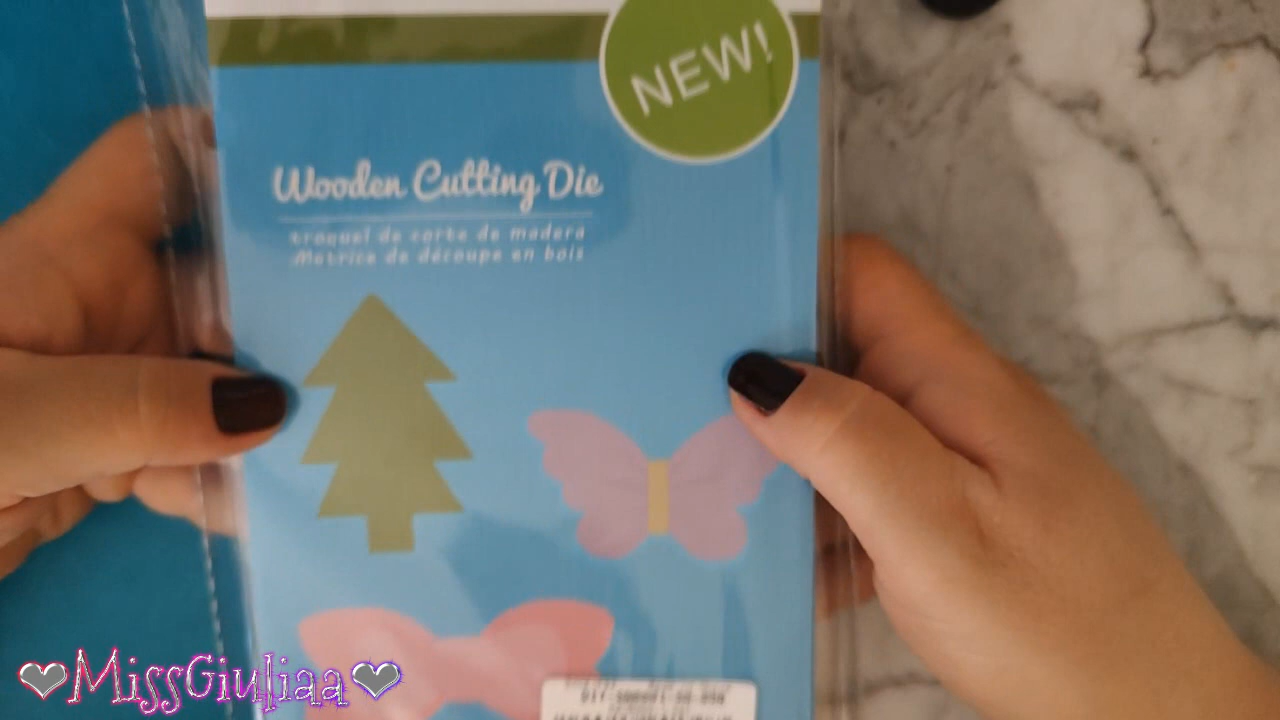 NEW!
Wooden Cutting Die
troquel de corte de madera
Matrice de découpe en bois
MissGiuliaa